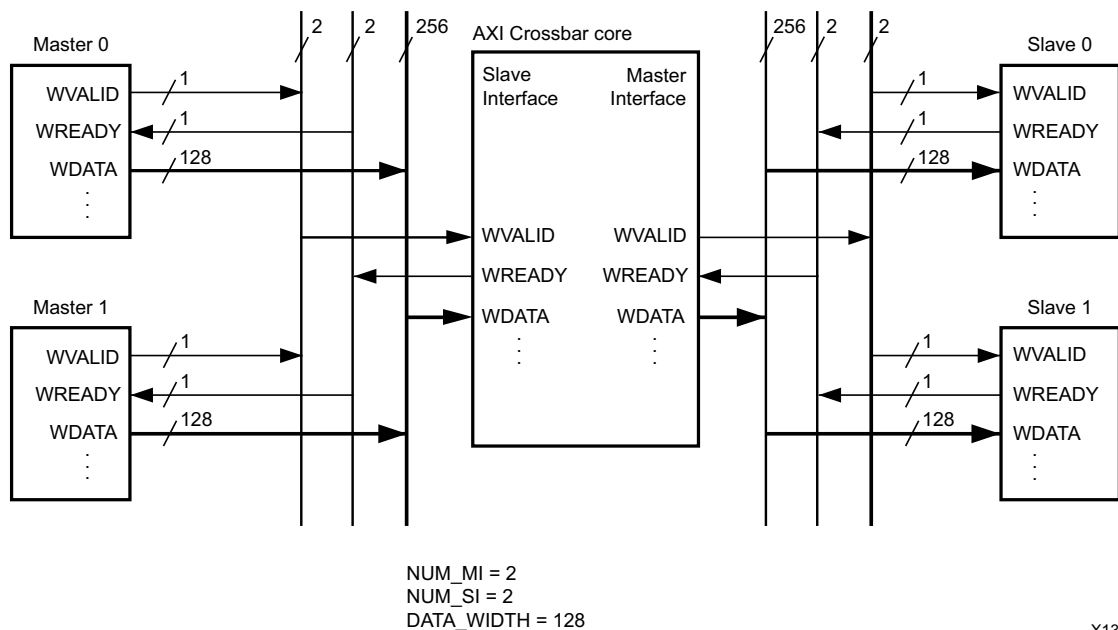 2
2
256
AXI Crossbar core
256
2
2
Master 0
WVALID
1
WREADY
1
WDATA
128
Slave
Interface
Master
Interface
Slave 0
1
WVALID
1
WREADY
128
WDATA
WVALID
WVALID
WREADY
WREADY
WDATA
WDATA
Master 1
WVALID
1
WREADY
1
WDATA
128
Slave 1
1
WVALID
1
WREADY
128
WDATA
NUM_MI = 2
NUM_SI = 2
DATA_WIDTH = 128
X13